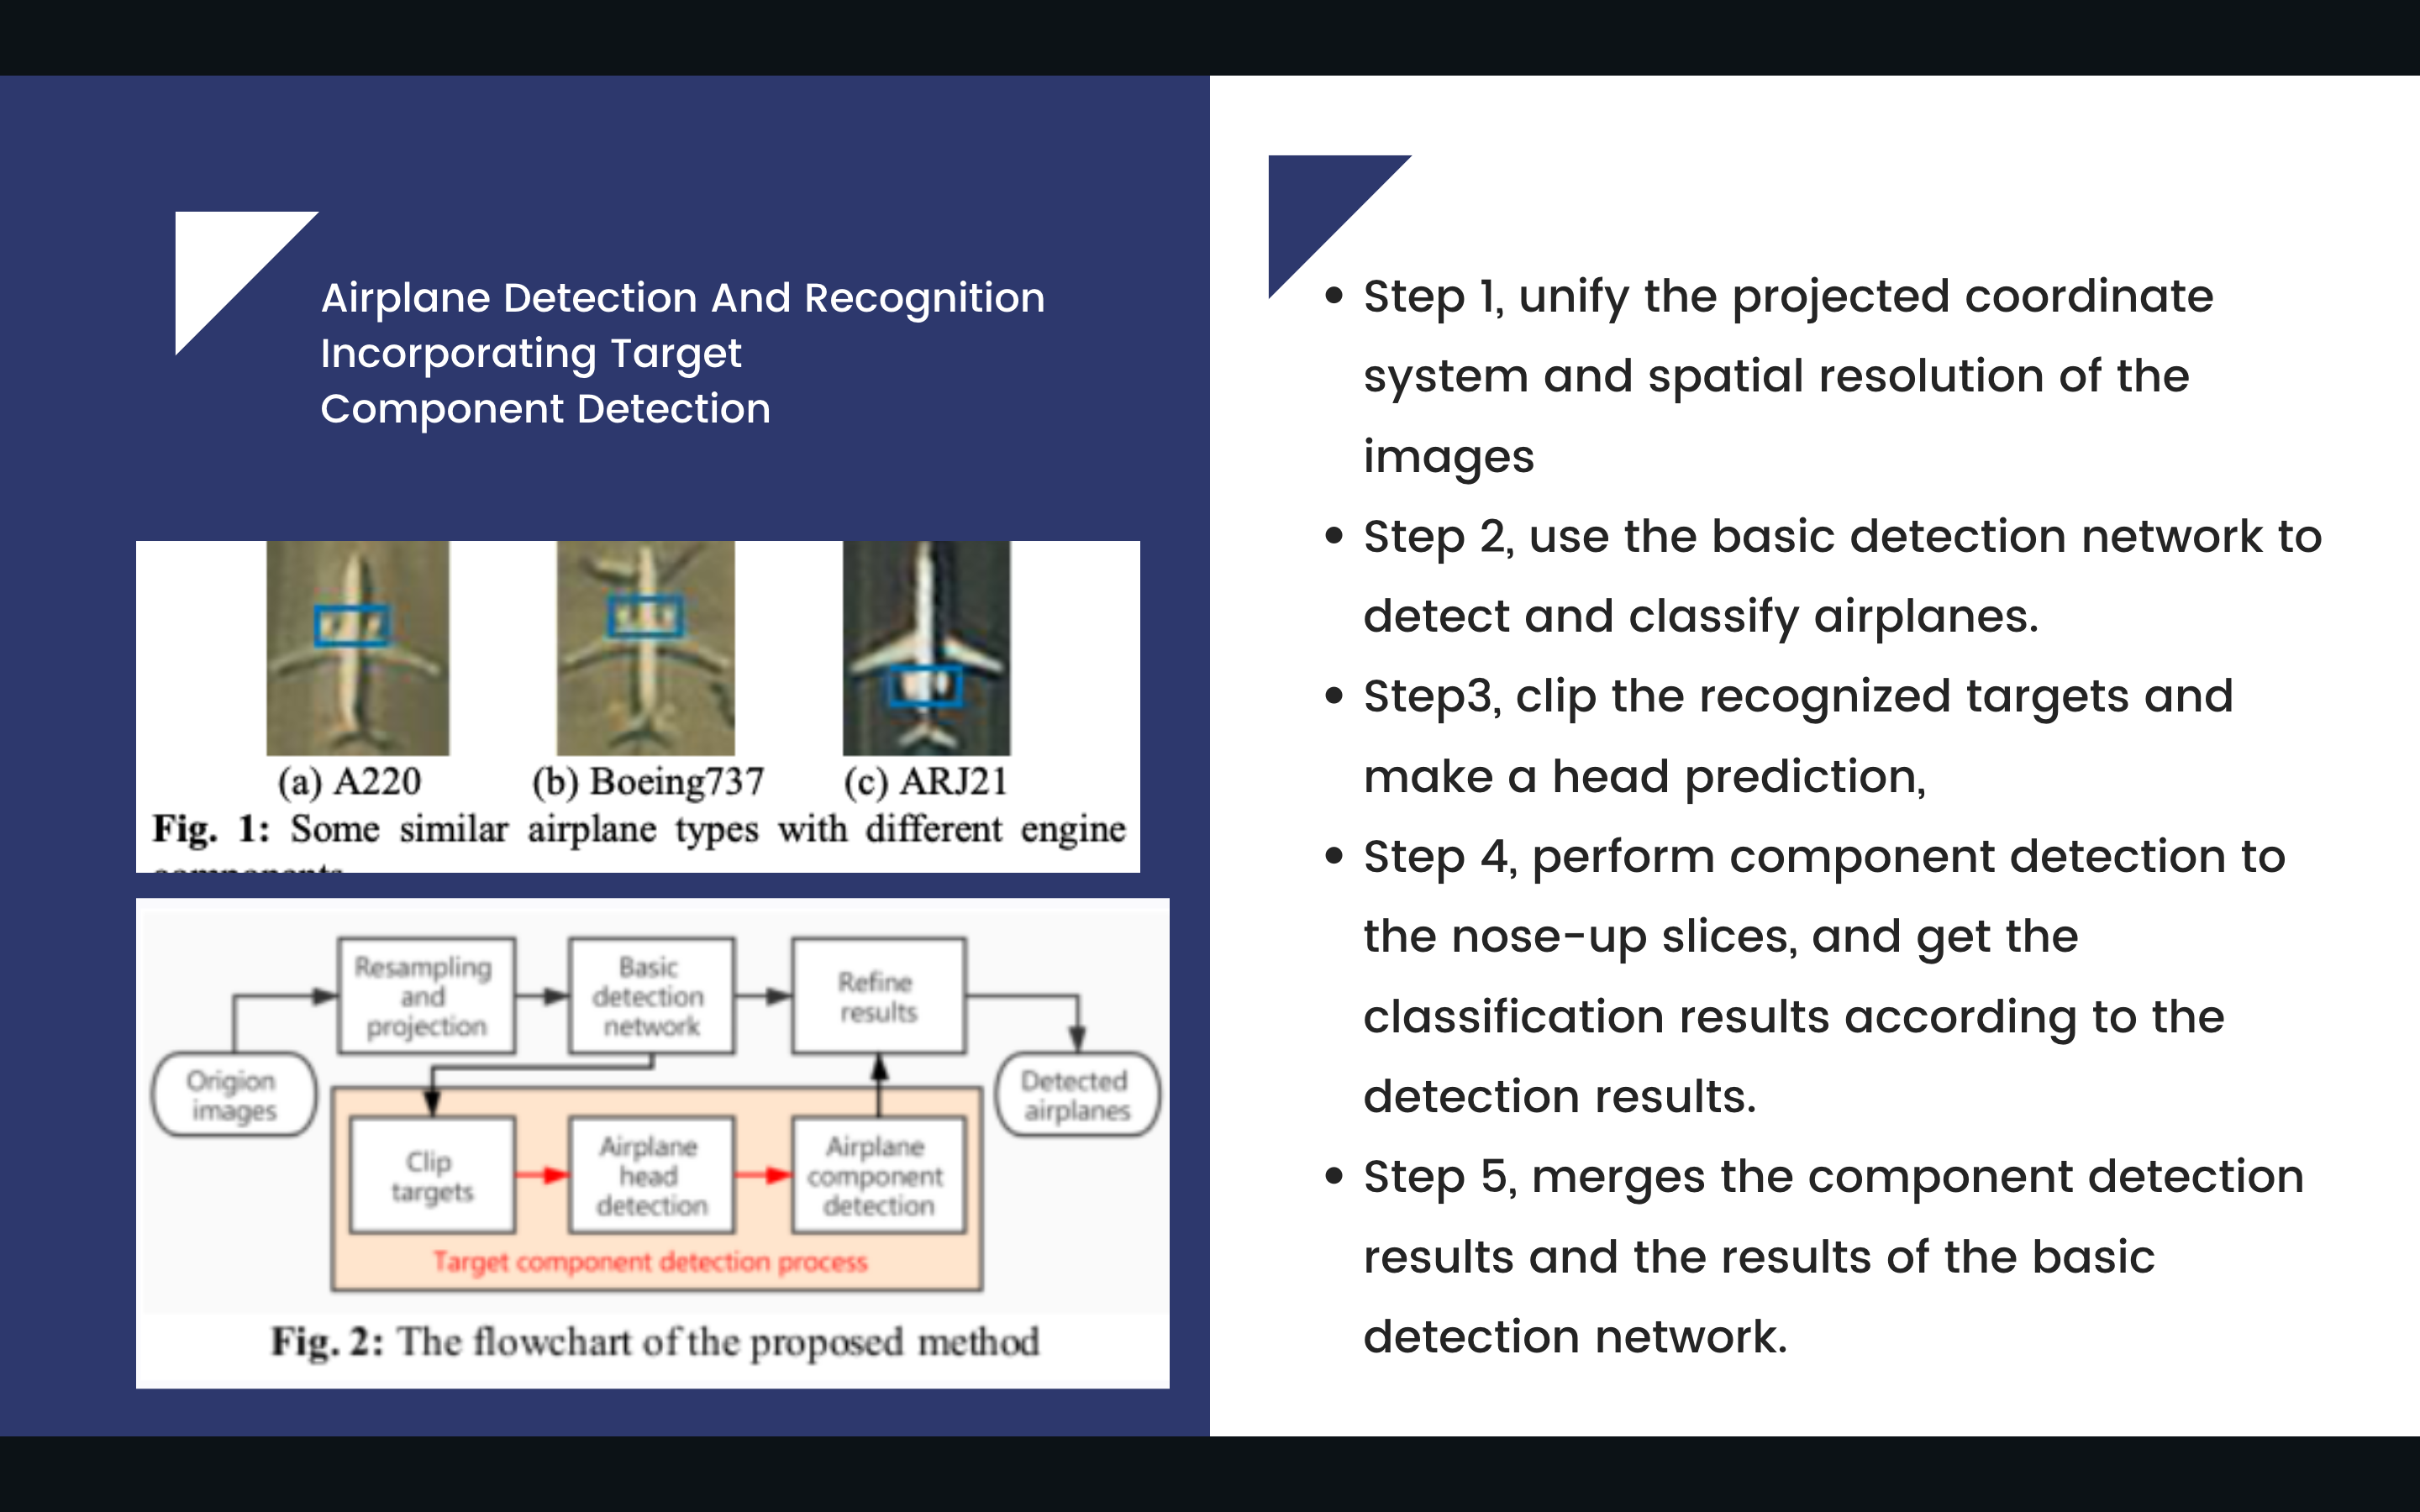 Airplane Detection And Recognition
Incorporating Target
Component Detection
(a) A220
(b) Boeing737
(c) ARJ21
Fig. 1: Some similar airplane types with different engine
components
Resampling
and
projection
Basic
detection
network
Refine
results
Origion
images
Detected
airplanes
Clip
targets
Airplane
head
detection
Airplane
component
detection
Target component detection process
Fig. 2: The flowchart of the proposed method
• Step 1, unify the projected coordinate
system and spatial resolution of the
images
• Step 2, use the basic detection network to
detect and classify airplanes.
• Step3, clip the recognized targets and
make a head prediction,
• Step 4, perform component detection to
the nose-up slices, and get the
classification results according to the
detection results.
• Step 5, merges the component detection
results and the results of the basic
detection network.